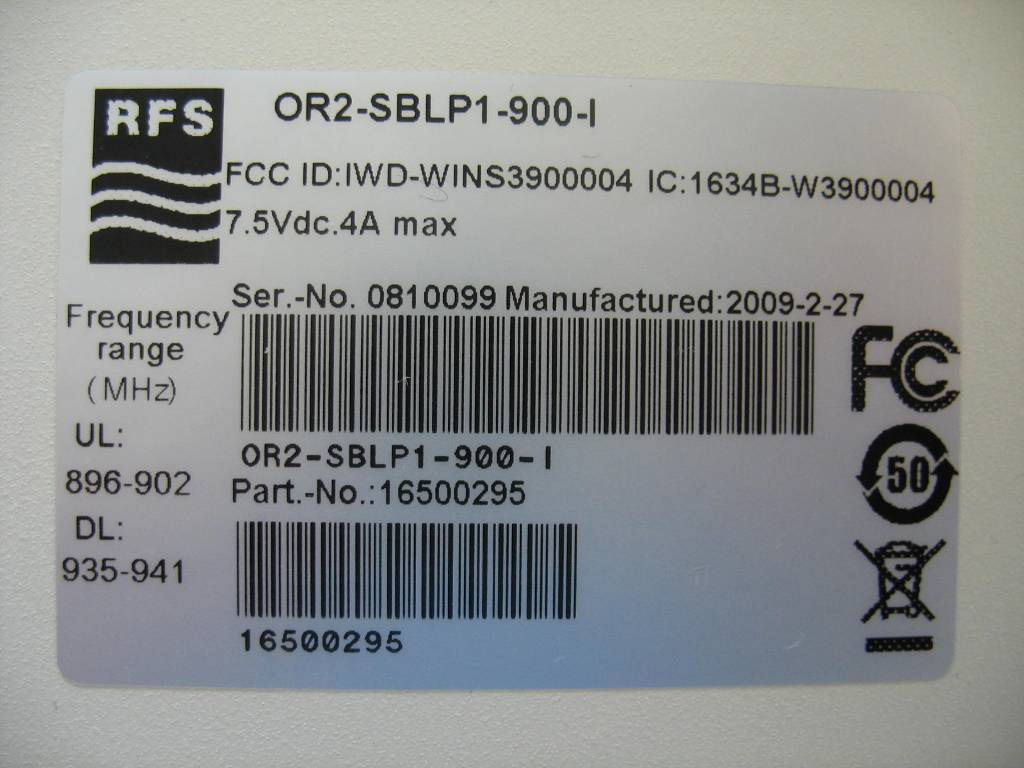 RFS
OR2-SBLP1-900-I
FCC ID:IWD-WINS3900004 IC:1634B-W3900004
7.5Vdc.4A max
Ser.-No. 0810099 Manufactured:2009-2-27
Frequency
range
(MHz)
UL:
896-902
DL:
935-941
OR2-SBLP1-900-I
Part.-No.:16500295
16500295
FC
50